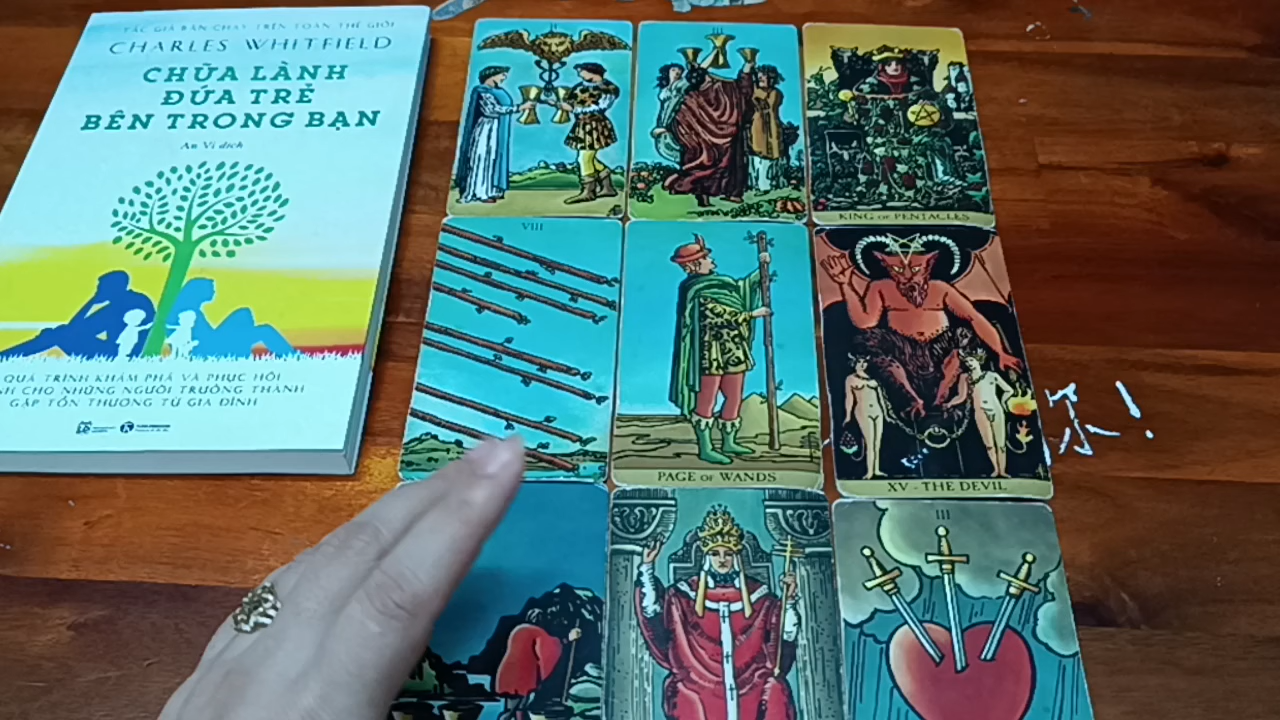 TÁC GIẢ BÁN CHẠY TRÊN TOÀN THẾ GIỚI
CHARLES WHITFIELD
CHỮA LÀNH
ĐỨA TRẺ
BÊN TRONG BẠN
An Vi dịch
QUÁ TRÌNH KHÁM PHÁ VÀ PHỤC HỒI
CHO NHỮNG NGƯỜI TRƯỞNG THÀNH
GẶP TỔN THƯƠNG TỪ GIA ĐÌNH
II
III
KING OF PENTACLES
VIII
PAGE OF WANDS
XV - THE DEVIL
III